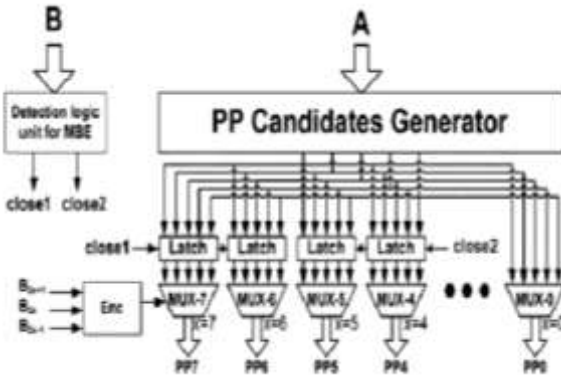 B
A
Detection logic
unit for MBE
PP Candidates Generator
close1 close2
close1 Latch Latch Latch Latch close2
Enc
MUX-7 MUX-6 MUX-5 MUX-4 MUX-0
x=7 x=6 x=5 x=4
PP7 PP6 PP5 PP4 PP0